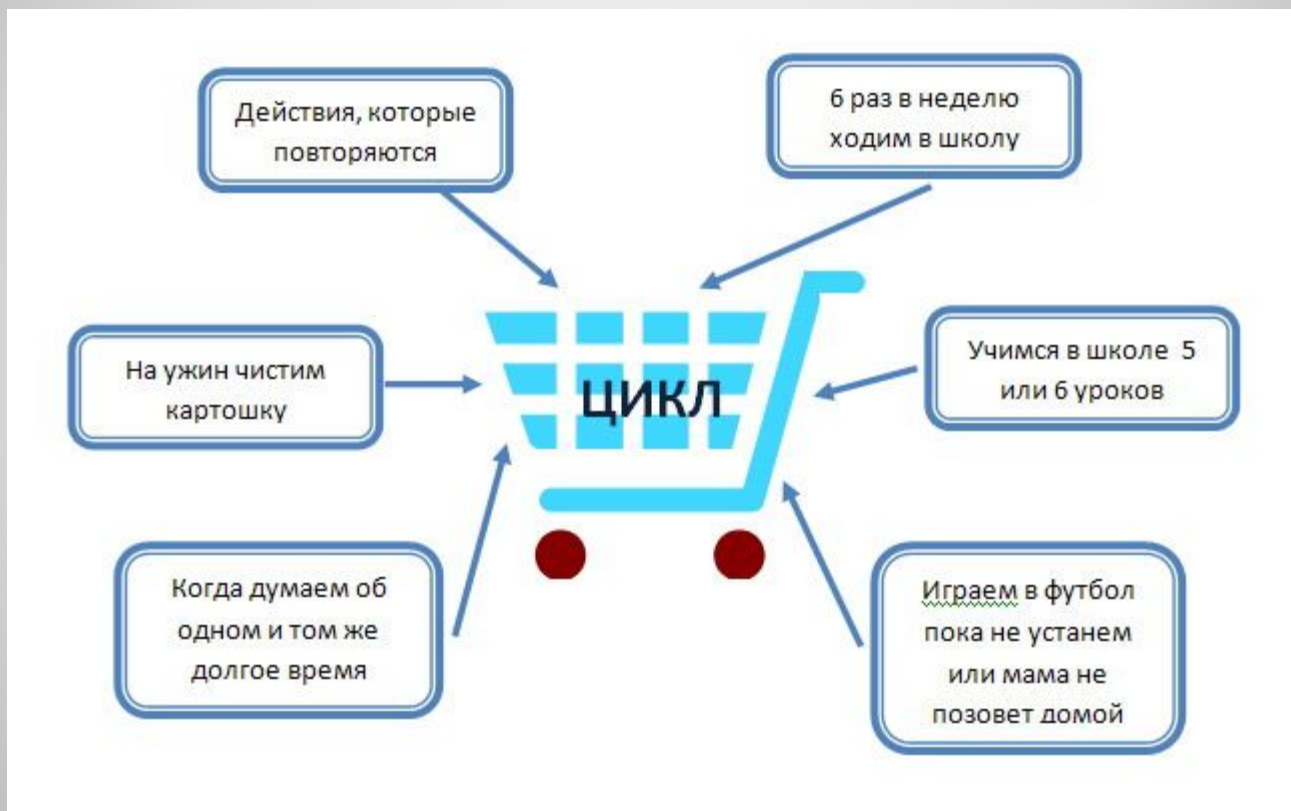 Действия, которые
повторяются
6 раз в неделю
ходим в школу
На ужин чистим
картошку
ЦИКЛ
Учимся в школе 5
или 6 уроков
Когда думаем об
одном и том же
долгое время
Играем в футбол
пока не устанем
или мама не
позовет домой